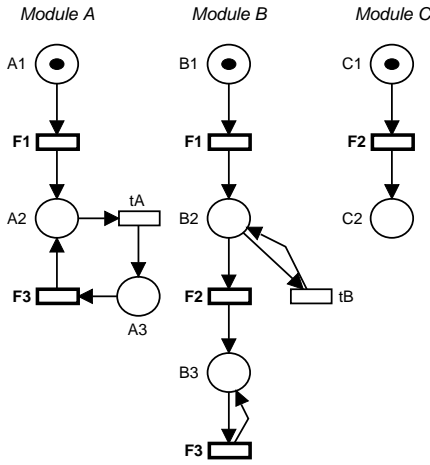 Module A Module B Module C
A1 B1 C1
F1 F1 F2
tA
A2 B2 C2
F3 F2 tB
A3
B3
F3